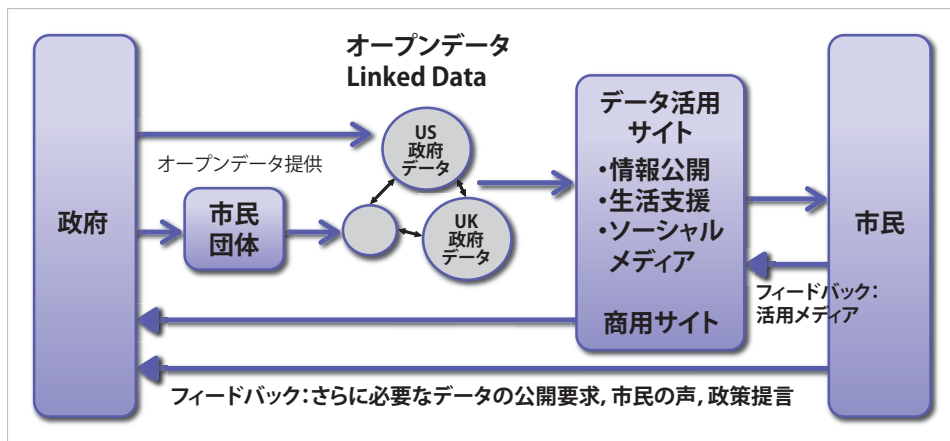 オープンデータ
Linked Data
政府
オープンデータ提供
市民
団体
US
政府
データ
UK
政府
データ
データ活用
サイト
・情報公開
・生活支援
・ソーシャル
メディア
商用サイト
市民
フィードバック：
活用メディア
フィードバック：さらに必要なデータの公開要求, 市民の声, 政策提言